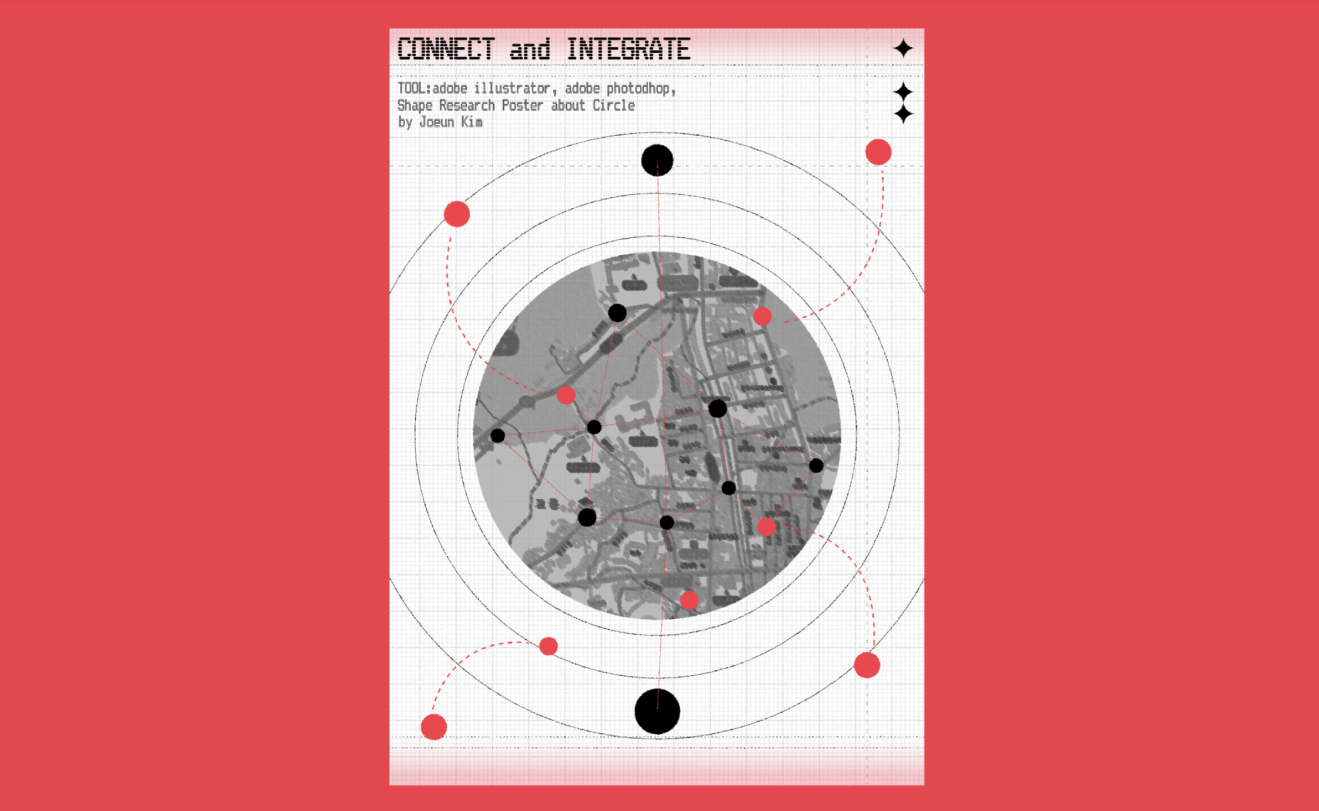 CONNECT and INTEGRATE
TOOL:adobe illustrator, adobe photodhop,
Shape Research Poster about Circle
by Joeun Kim